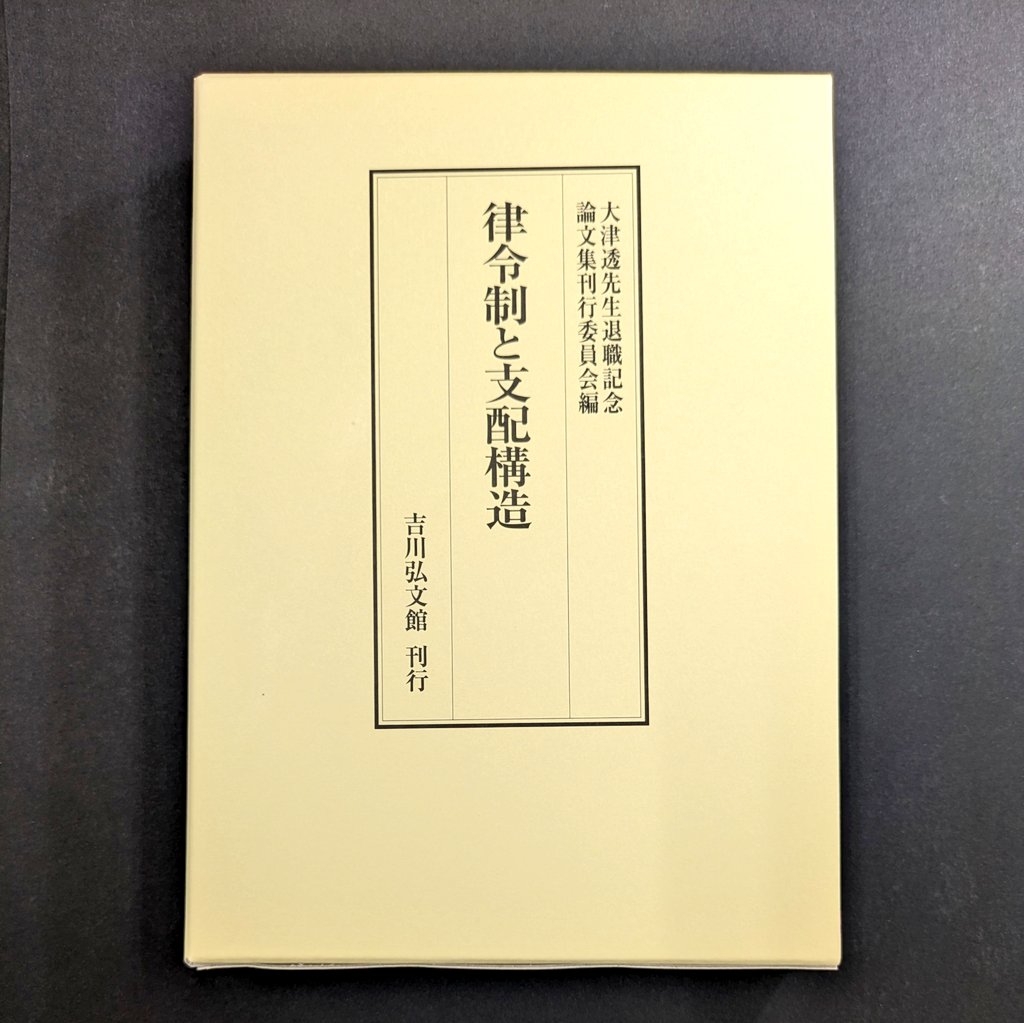 大津透先生退職記念
論文集刊行委員会編
律令制と支配構造
吉川弘文館 刊行